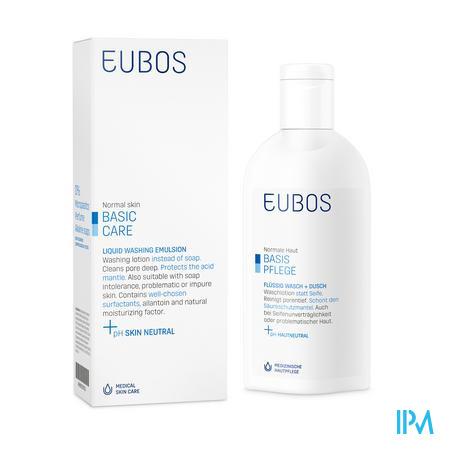 EUBOS
Normal skin
BASIC
CARE
LIQUID WASHING EMULSION
Washing lotion instead of soap.
Cleans pore deep. Protects the acid
mantle. Also suitable with soap
intolerance, problematic or impure
skin. Contains well-chosen
surfactants, allantoin and natural
moisturizing factor.
+pH SKIN NEUTRAL
MEDICAL
SKIN CARE
0%
EUBOS
Normale Haut
BASIS
PFLEGE
FLÜSSIG WASCH + DUSCH
Waschlotion statt Seife.
Reinigt porentief. Schont den
Säureschutzmantel. Auch
bei Seifenunverträglichkeit
oder problematischer Haut.
+pH HAUTNEUTRAL
MEDIZINISCHE
HAUTPFLEGE
IPM